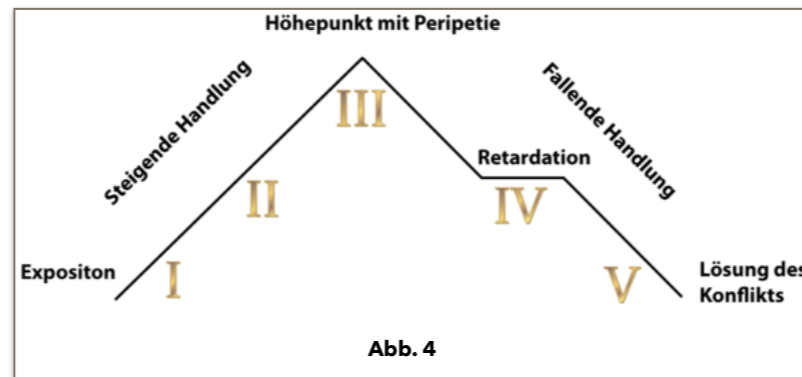 Höhepunkt mit Peripetie
Steigende Handlung
Fallende Handlung
III
Retardation
II
IV
Expositon
I
V
Lösung des
Konflikts
Abb. 4